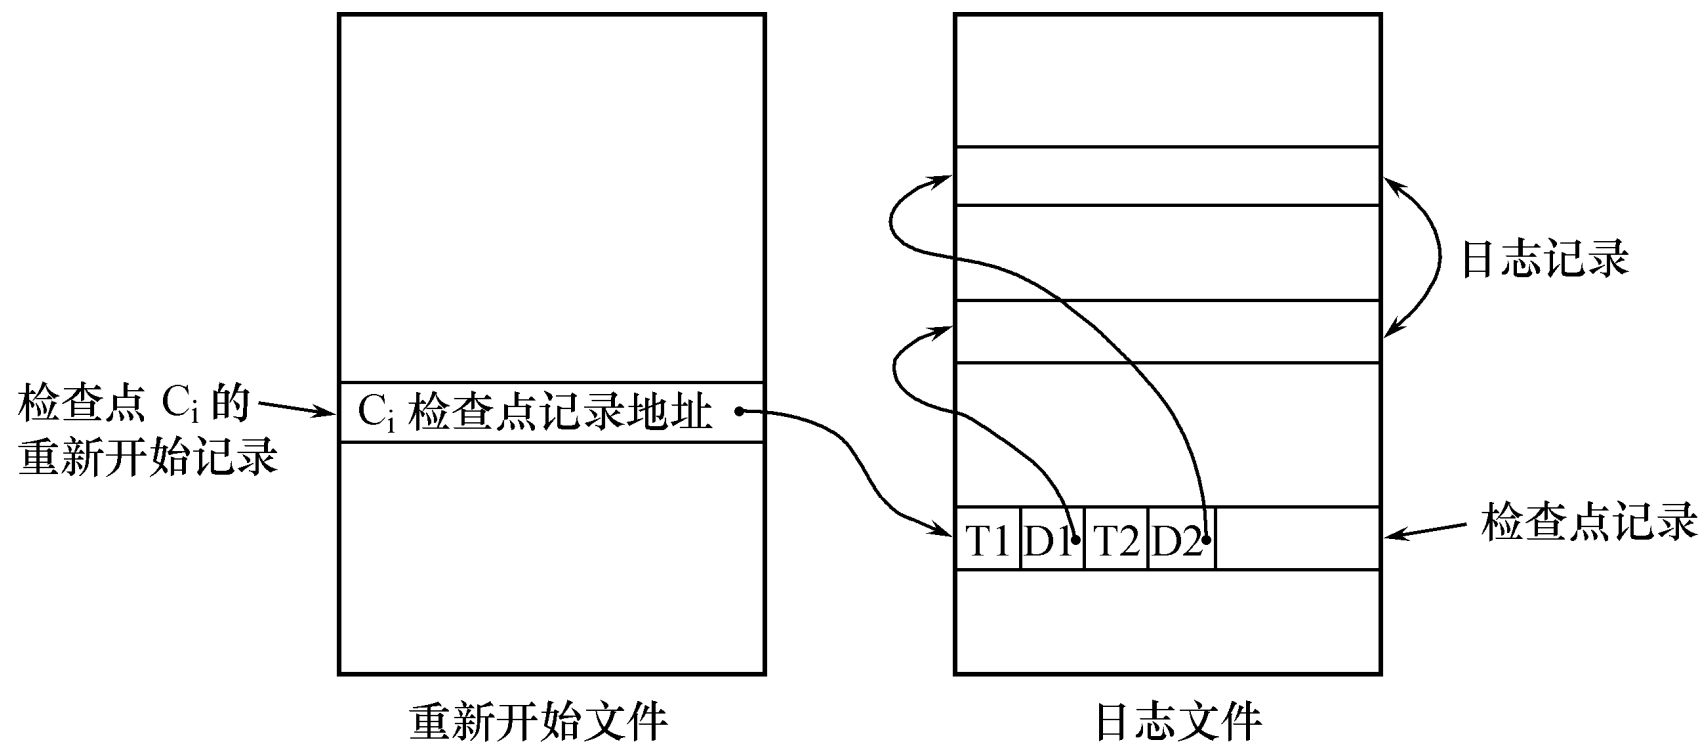 检查点 Ci 的
重新开始记录
Ci 检查点记录地址
重新开始文件
日志记录
T1 D1 T2 D2
检查点记录
日志文件